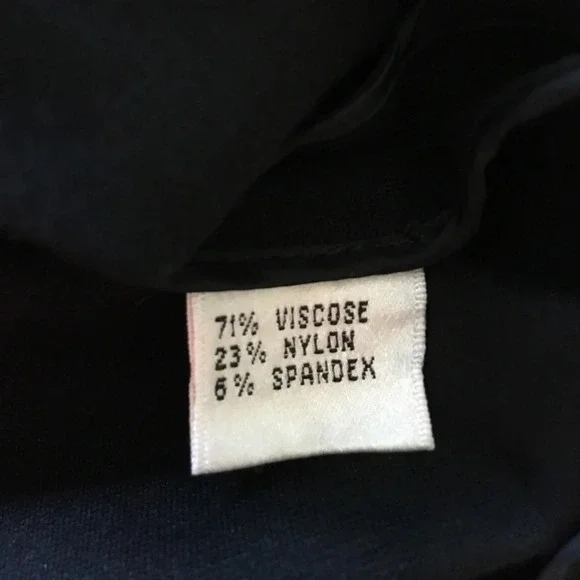 71% VISCOSE
23% NYLON
6% SPANDEX